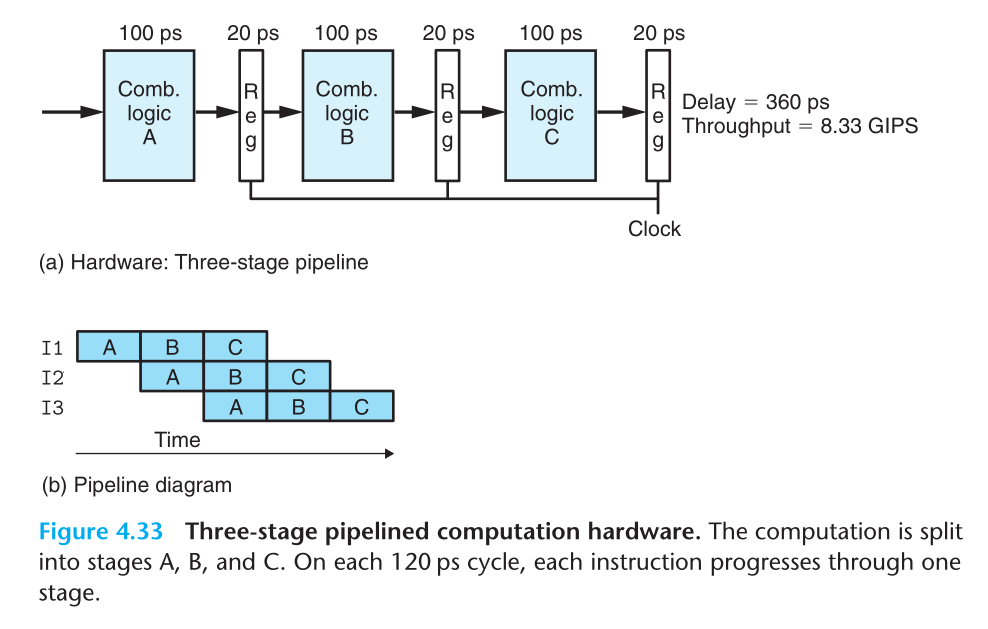 100 ps 20 ps 100 ps 20 ps 100 ps 20 ps
Comb.
logic
A
R
e
g
Comb.
logic
B
R
e
g
Comb.
logic
C
R
e
g
Delay = 360 ps
Throughput = 8.33 GIPS
Clock
(a) Hardware: Three-stage pipeline
I1 A B C
I2 A B C
I3 A B C
Time
(b) Pipeline diagram
Figure 4.33 Three-stage pipelined computation hardware. The computation is split
into stages A, B, and C. On each 120 ps cycle, each instruction progresses through one
stage.